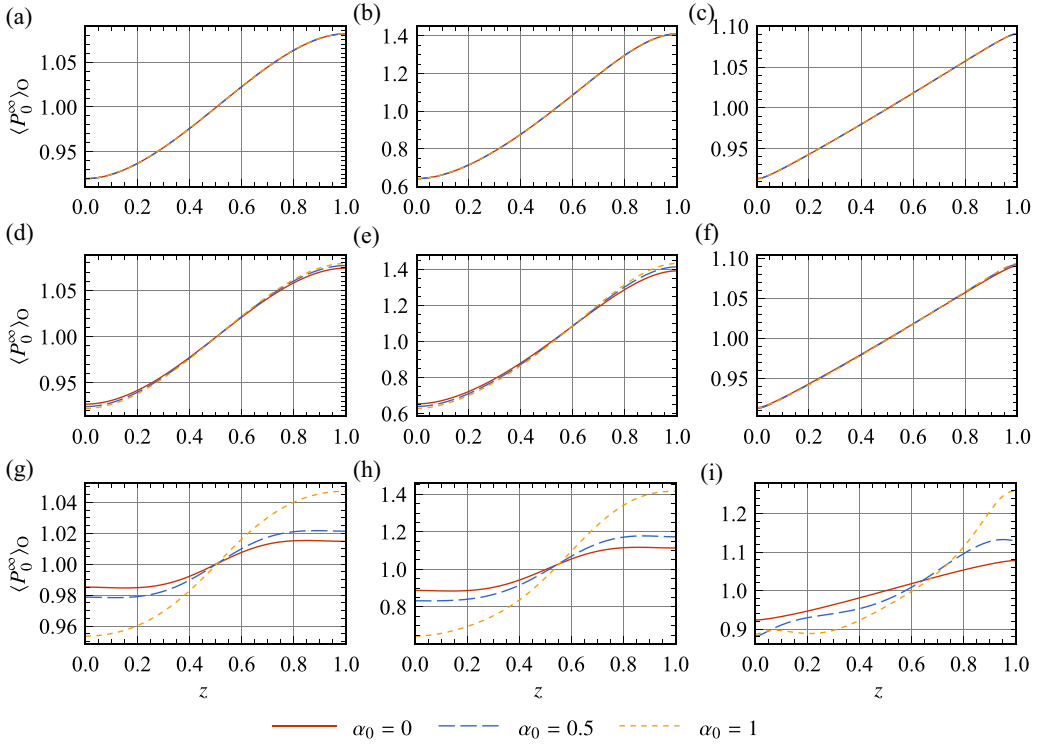 (a) (b) (c)
1.05 1.00 0.95
1.4 1.2 1.0 0.8 0.6
1.10 1.05 1.00 0.95
⟨P₀^∞⟩_O
0.0 0.2 0.4 0.6 0.8 1.0 0.0 0.2 0.4 0.6 0.8 1.0 0.0 0.2 0.4 0.6 0.8 1.0
(d) (e) (f)
1.05 1.00 0.95
1.4 1.2 1.0 0.8 0.6
1.10 1.05 1.00 0.95
⟨P₀^∞⟩_O
0.0 0.2 0.4 0.6 0.8 1.0 0.0 0.2 0.4 0.6 0.8 1.0 0.0 0.2 0.4 0.6 0.8 1.0
(g) (h) (i)
1.04 1.02 1.00 0.98 0.96
1.4 1.2 1.0 0.8
1.2 1.1 1.0 0.9
⟨P₀^∞⟩_O
0.0 0.2 0.4 0.6 0.8 1.0 0.0 0.2 0.4 0.6 0.8 1.0 0.0 0.2 0.4 0.6 0.8 1.0
z z z
α₀ = 0 α₀ = 0.5 α₀ = 1